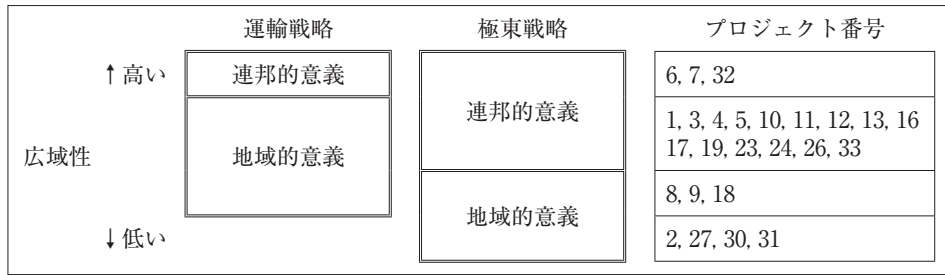 運輸戦略 極東戦略 プロジェクト番号
↑高い 連邦的意義 6, 7, 32
連邦的意義 1, 3, 4, 5, 10, 11, 12, 13, 16
広域性 地域的意義 17, 19, 23, 24, 26, 33
地域的意義 8, 9, 18
↓低い 2, 27, 30, 31